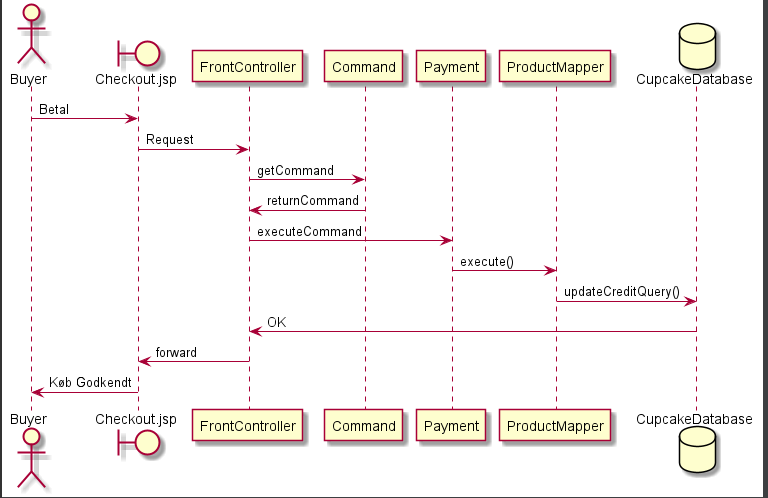 Buyer
Checkout.jsp
FrontController
Command
Payment
ProductMapper
CupcakeDatabase
Betal
Request
getCommand
returnCommand
executeCommand
execute()
updateCreditQuery()
OK
forward
Køb Godkendt
Buyer
Checkout.jsp
FrontController
Command
Payment
ProductMapper
CupcakeDatabase